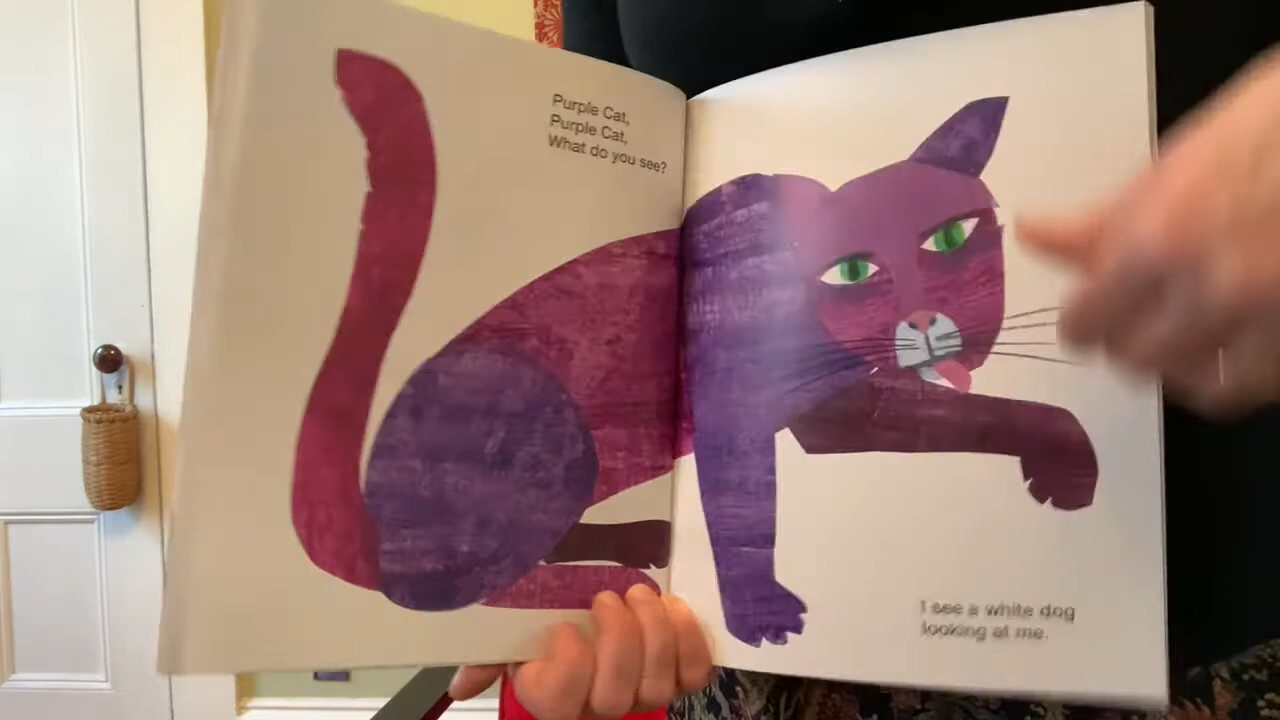 Purple Cat,
Purple Cat,
What do you see?
I see a white dog
looking at me.